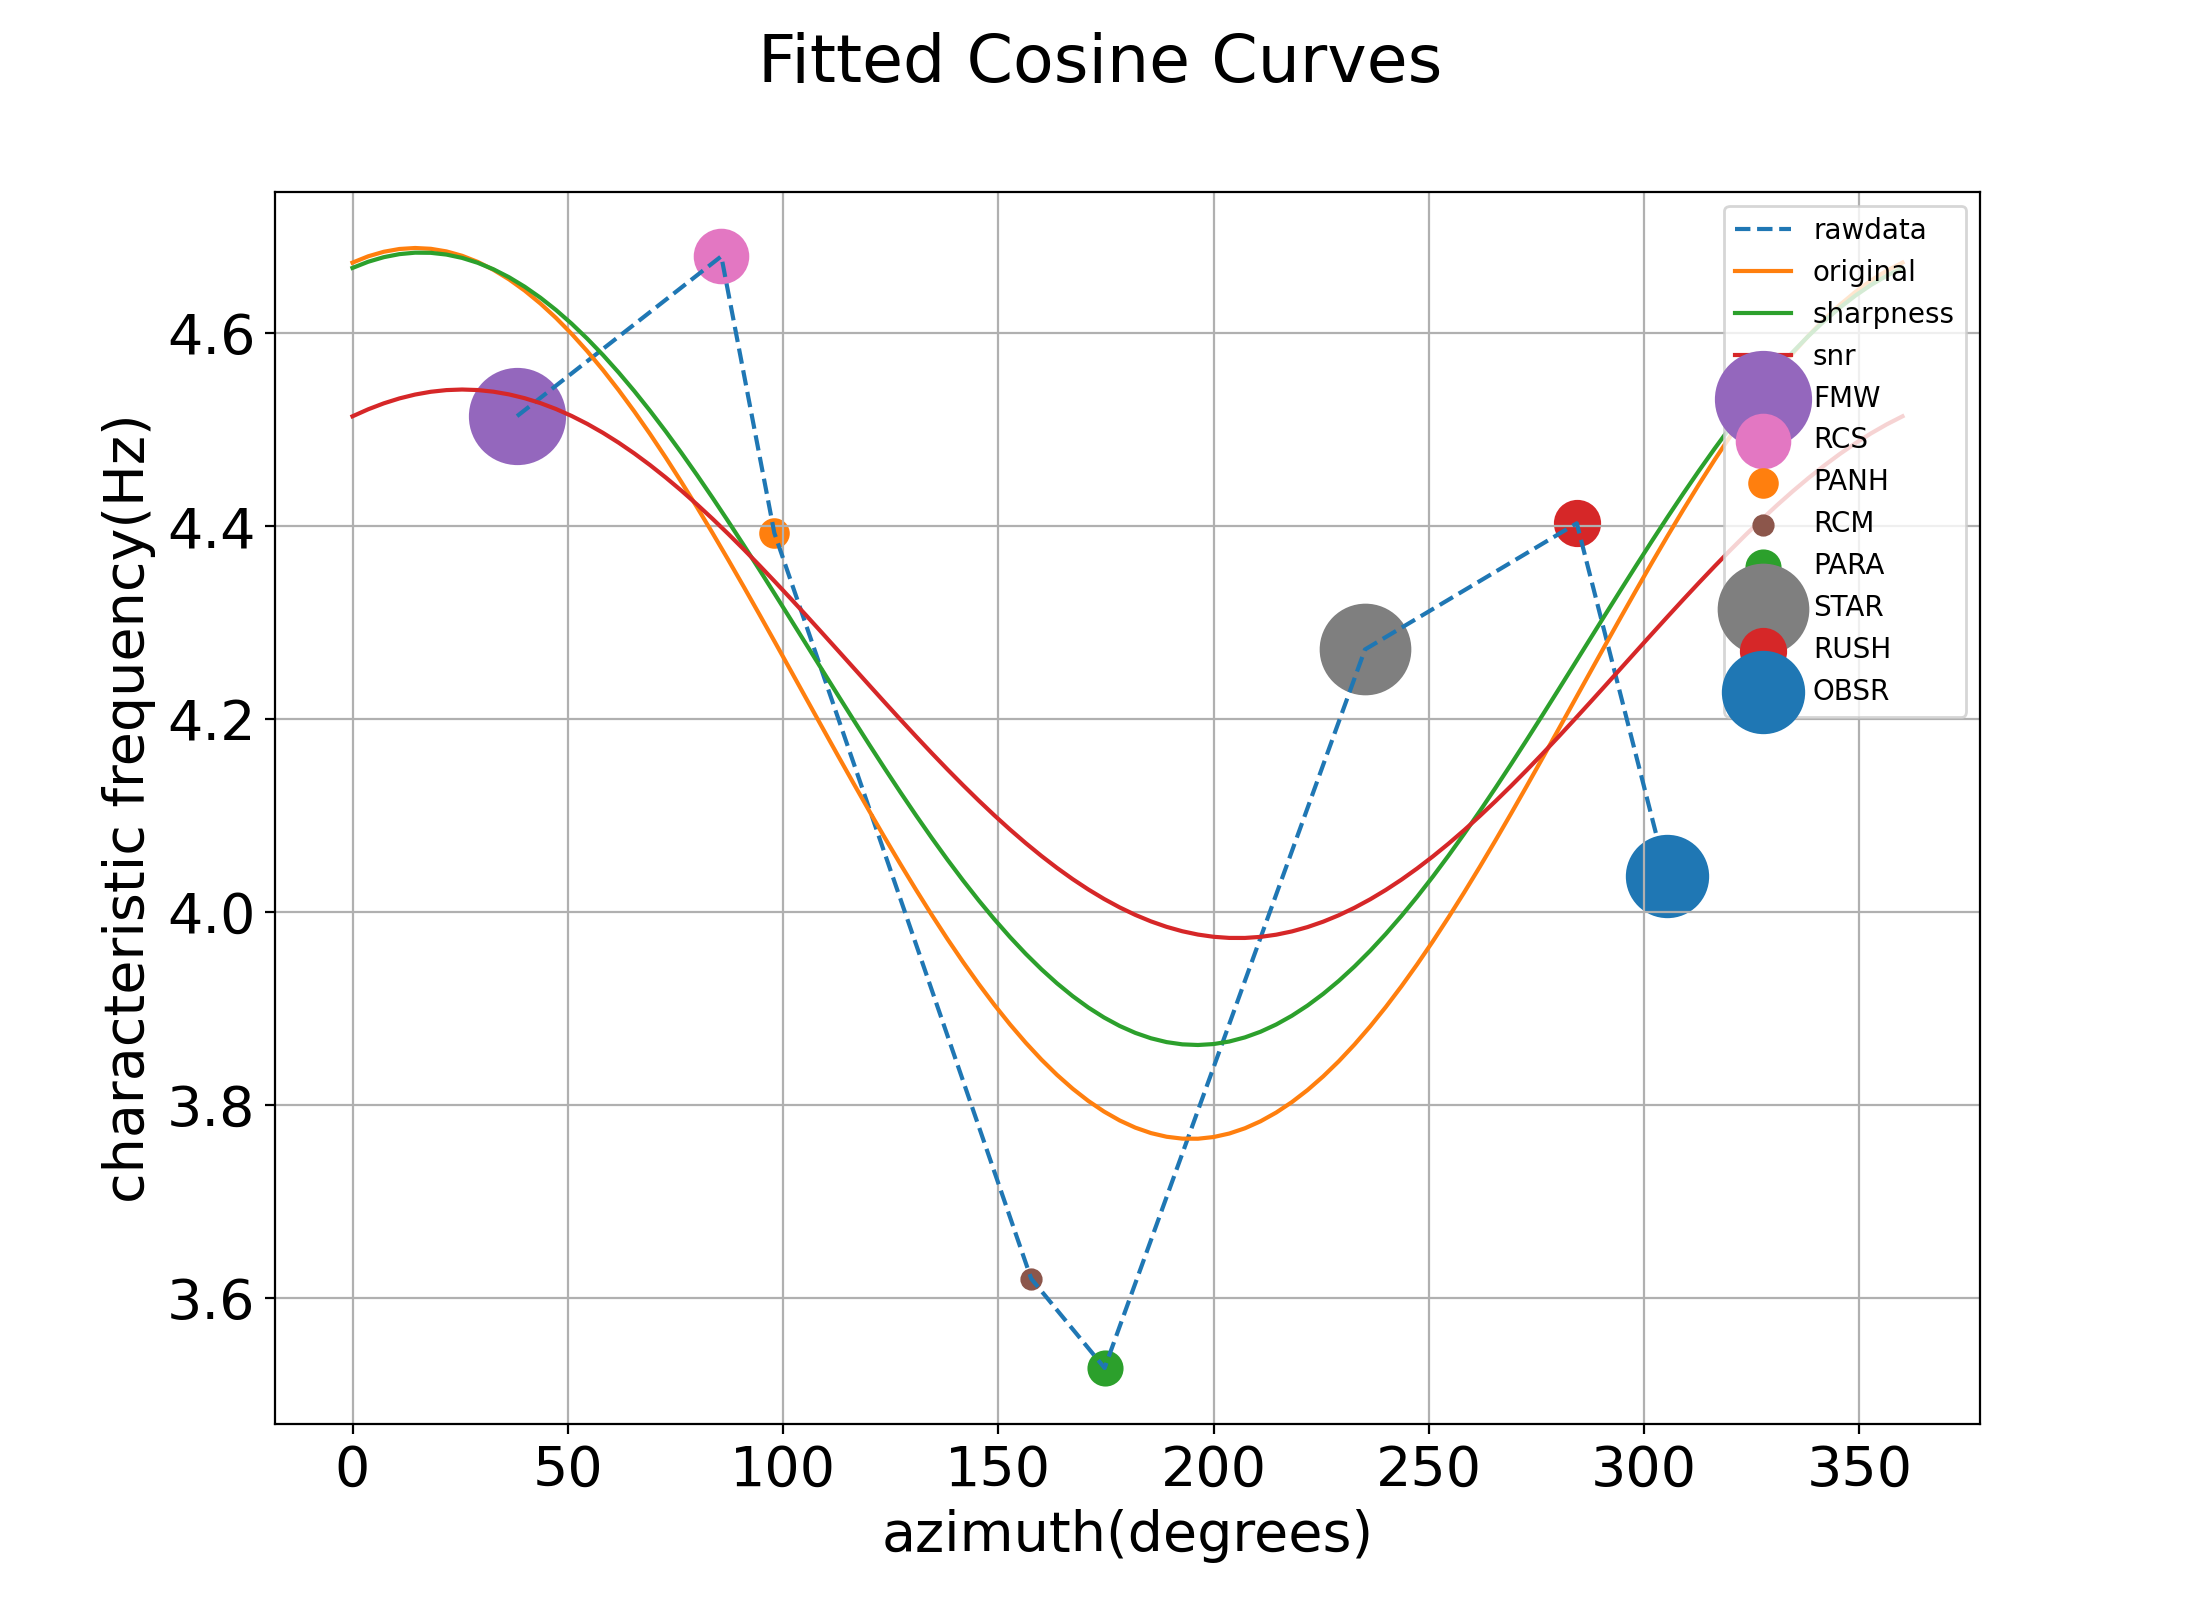 Fitted Cosine Curves
rawdata
original
sharpness
snr
FMW
RCS
PANH
RCM
PARA
STAR
RUSH
OBSR
characteristic frequency(Hz)
4.6
4.4
4.2
4.0
3.8
3.6
0 50 100 150 200 250 300 350
azimuth(degrees)